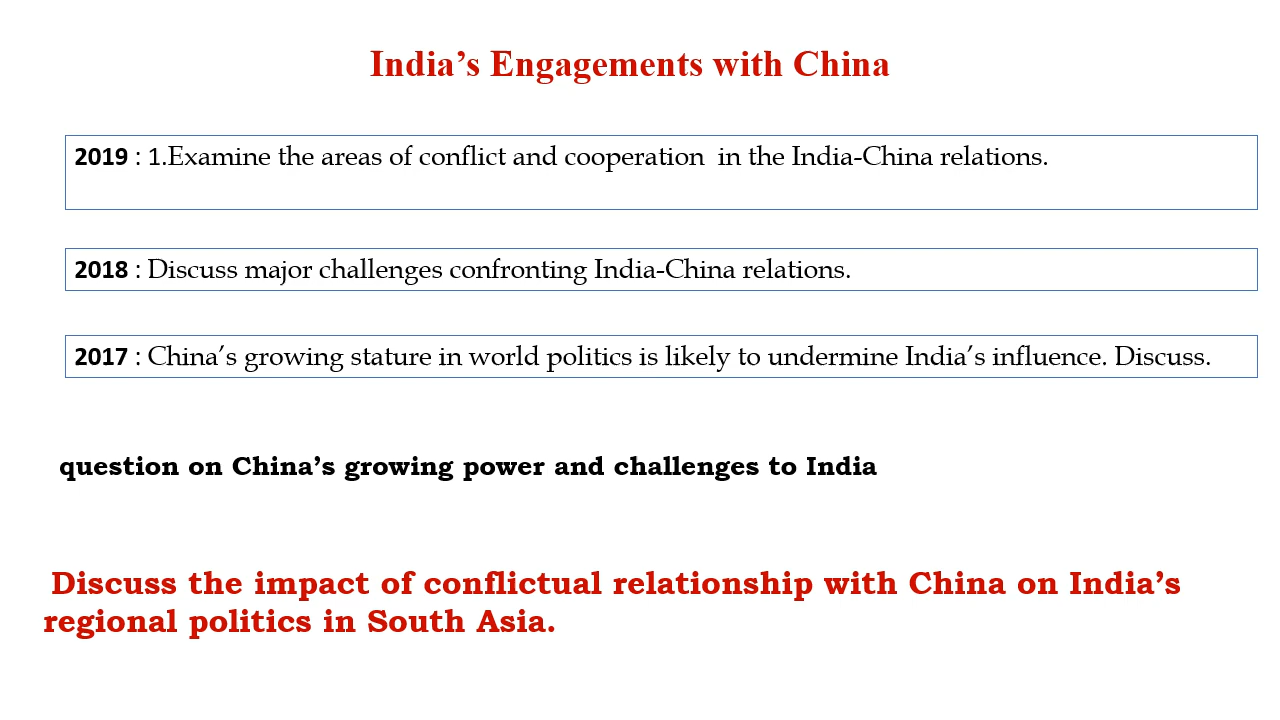 India’s Engagements with China
2019 : 1.Examine the areas of conflict and cooperation  in the India-China relations.
2018 : Discuss major challenges confronting India-China relations.
2017 : China’s growing stature in world politics is likely to undermine India’s influence. Discuss.
question on China’s growing power and challenges to India
Discuss the impact of conflictual relationship with China on India’s
regional politics in South Asia.